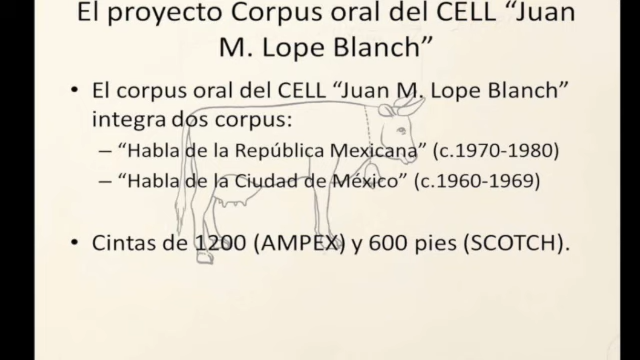 El proyecto Corpus oral del CELL “Juan
M. Lope Blanch”
• El corpus oral del CELL “Juan M. Lope Blanch”
integra dos corpus:
– “Habla de la República Mexicana” (c.1970-1980)
– “Habla de la Ciudad de México” (c.1960-1969)
• Cintas de 1200 (AMPEX) y 600 pies (SCOTCH).